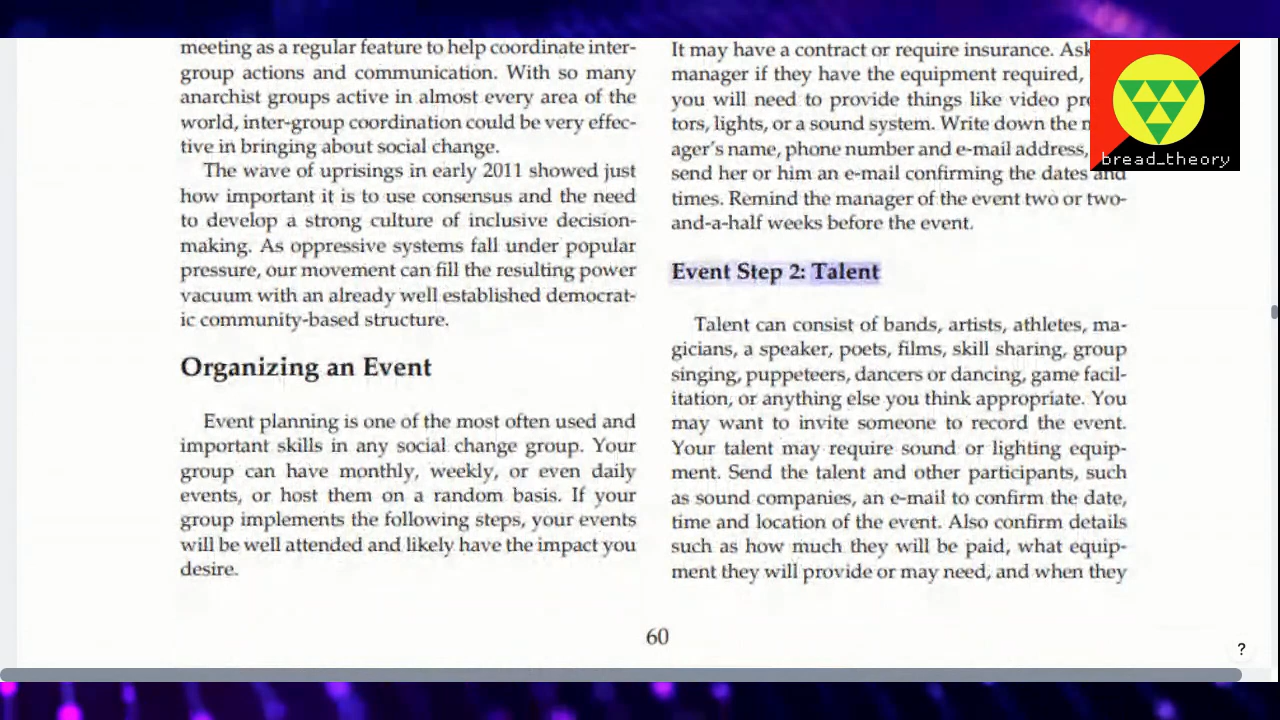 meeting as a regular feature to help coordinate inter-
group actions and communication. With so many
anarchist groups active in almost every area of the
world, inter-group coordination could be very effec-
tive in bringing about social change.
The wave of uprisings in early 2011 showed just
how important it is to use consensus and the need
to develop a strong culture of inclusive decision-
making. As oppressive systems fall under popular
pressure, our movement can fill the resulting power
vacuum with an already well established democrat-
ic community-based structure.
Organizing an Event
Event planning is one of the most often used and
important skills in any social change group. Your
group can have monthly, weekly, or even daily
events, or host them on a random basis. If your
group implements the following steps, your events
will be well attended and likely have the impact you
desire.
It may have a contract or require insurance. Ask
manager if they have the equipment required,
you will need to provide things like video
tors, lights, or a sound system. Write down the
ager's name, phone number and e-mail address,
send her or him an e-mail confirming the dates and
times. Remind the manager of the event two or two-
and-a-half weeks before the event.
Event Step 2: Talent
Talent can consist of bands, artists, athletes, ma-
gicians, a speaker, poets, films, skill sharing, group
singing, puppeteers, dancers or dancing, game facil-
itation, or anything else you think appropriate. You
may want to invite someone to record the event.
Your talent may require sound or lighting equip-
ment. Send the talent and other participants, such
as sound companies, an e-mail to confirm the date,
time and location of the event. Also confirm details
such as how much they will be paid, what equip-
ment they will provide or may need, and when they
60
bread_theory
?